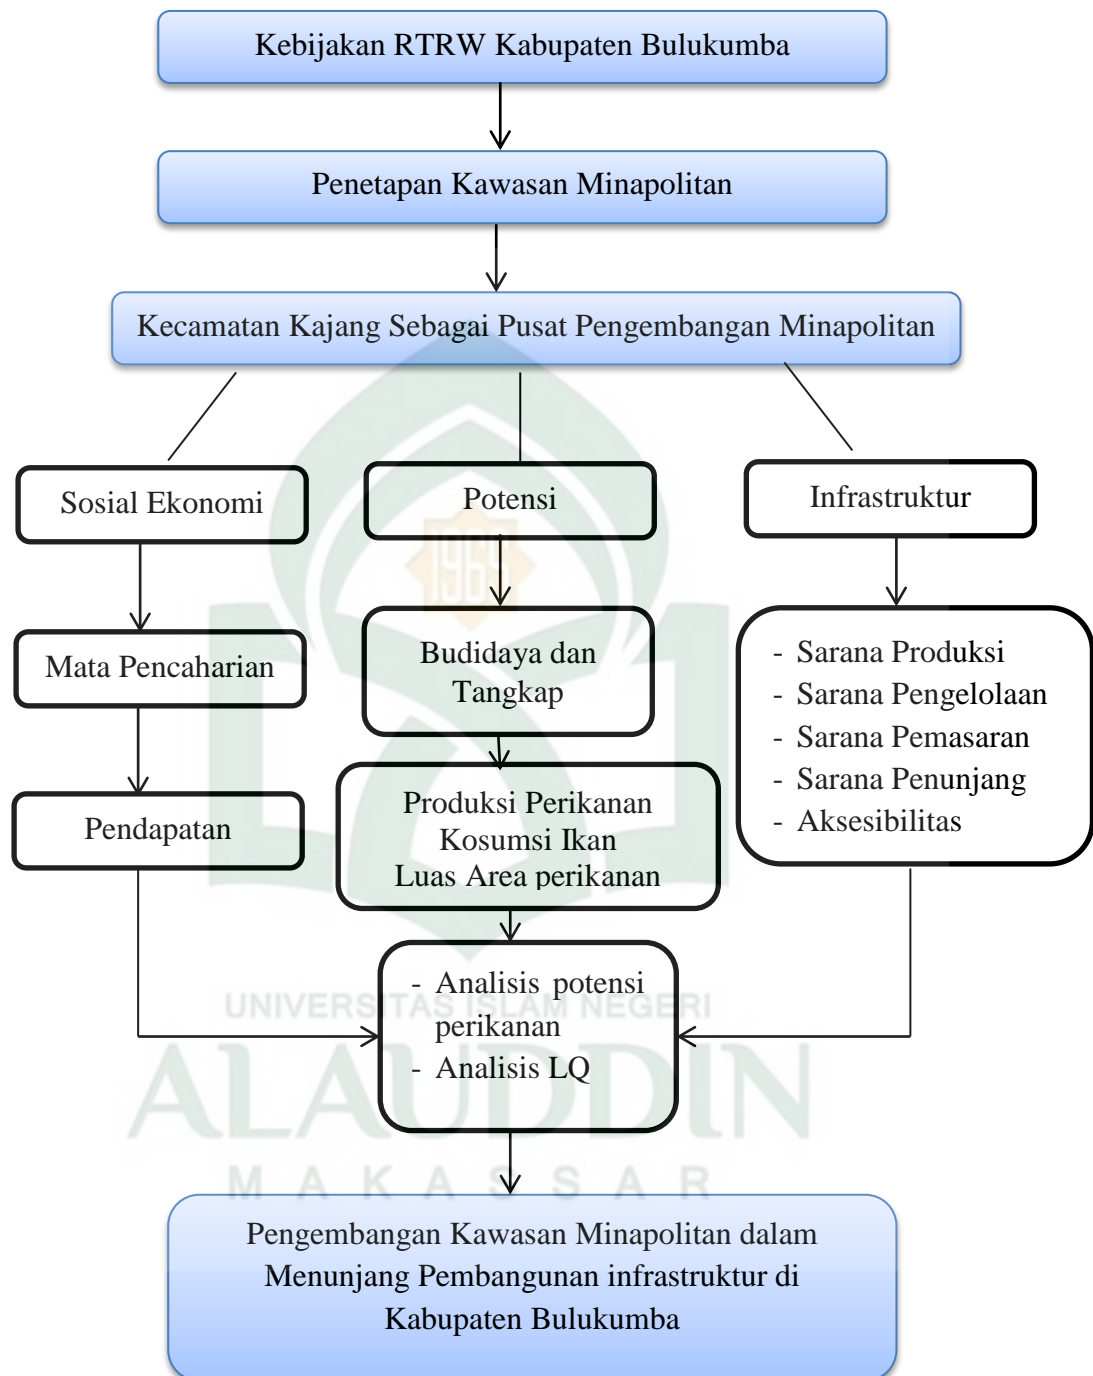 Kebijakan RTRW Kabupaten Bulukumba
Penetapan Kawasan Minapolitan
Kecamatan Kajang Sebagai Pusat Pengembangan Minapolitan
Sosial Ekonomi
Potensi
Infrastruktur
1965
Mata Pencaharian
Budidaya dan
Tangkap
- Sarana Produksi
- Sarana Pengelolaan
- Sarana Pemasaran
- Sarana Penunjang
- Aksesibilitas
Pendapatan
Produksi Perikanan
Kosumsi Ikan
Luas Area perikanan
- Analisis potensi
perikanan
- Analisis LQ
UNIVERSITAS ISLAM NEGERI
ALAUDDIN
MAKASSAR
Pengembangan Kawasan Minapolitan dalam
Menunjang Pembangunan infrastruktur di
Kabupaten Bulukumba